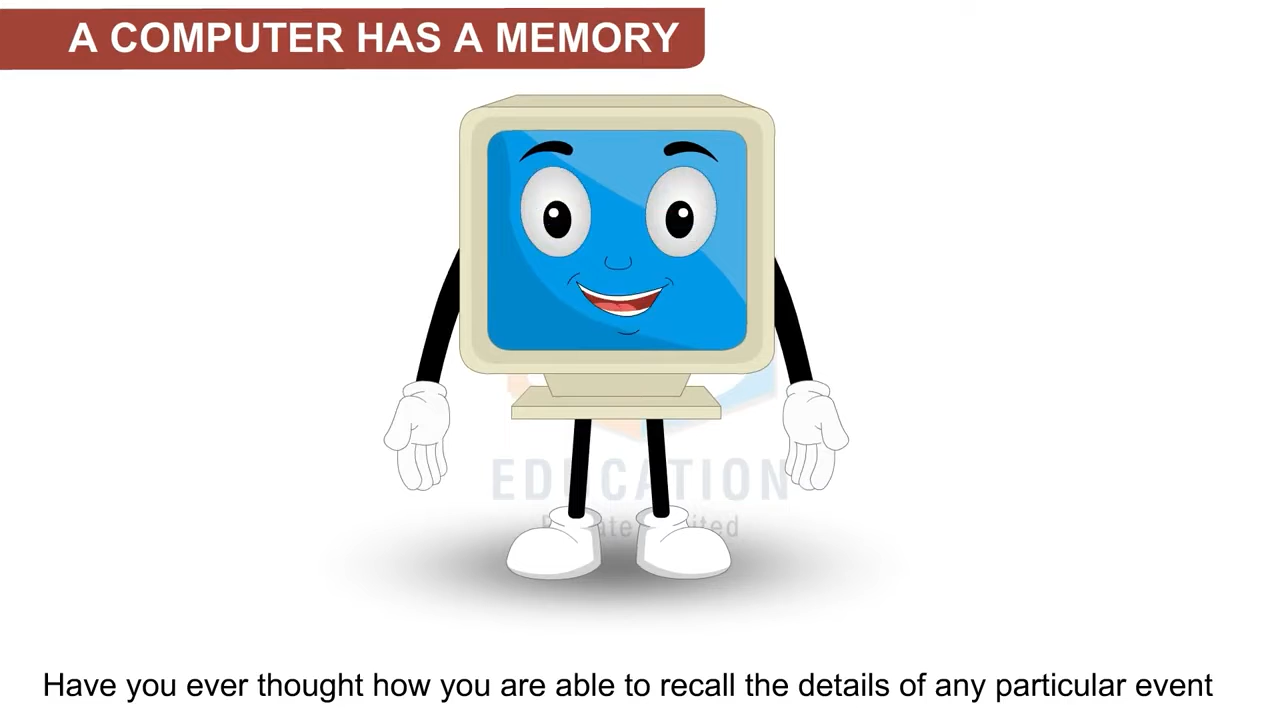 A COMPUTER HAS A MEMORY
EDUCATION
Have you ever thought how you are able to recall the details of any particular event